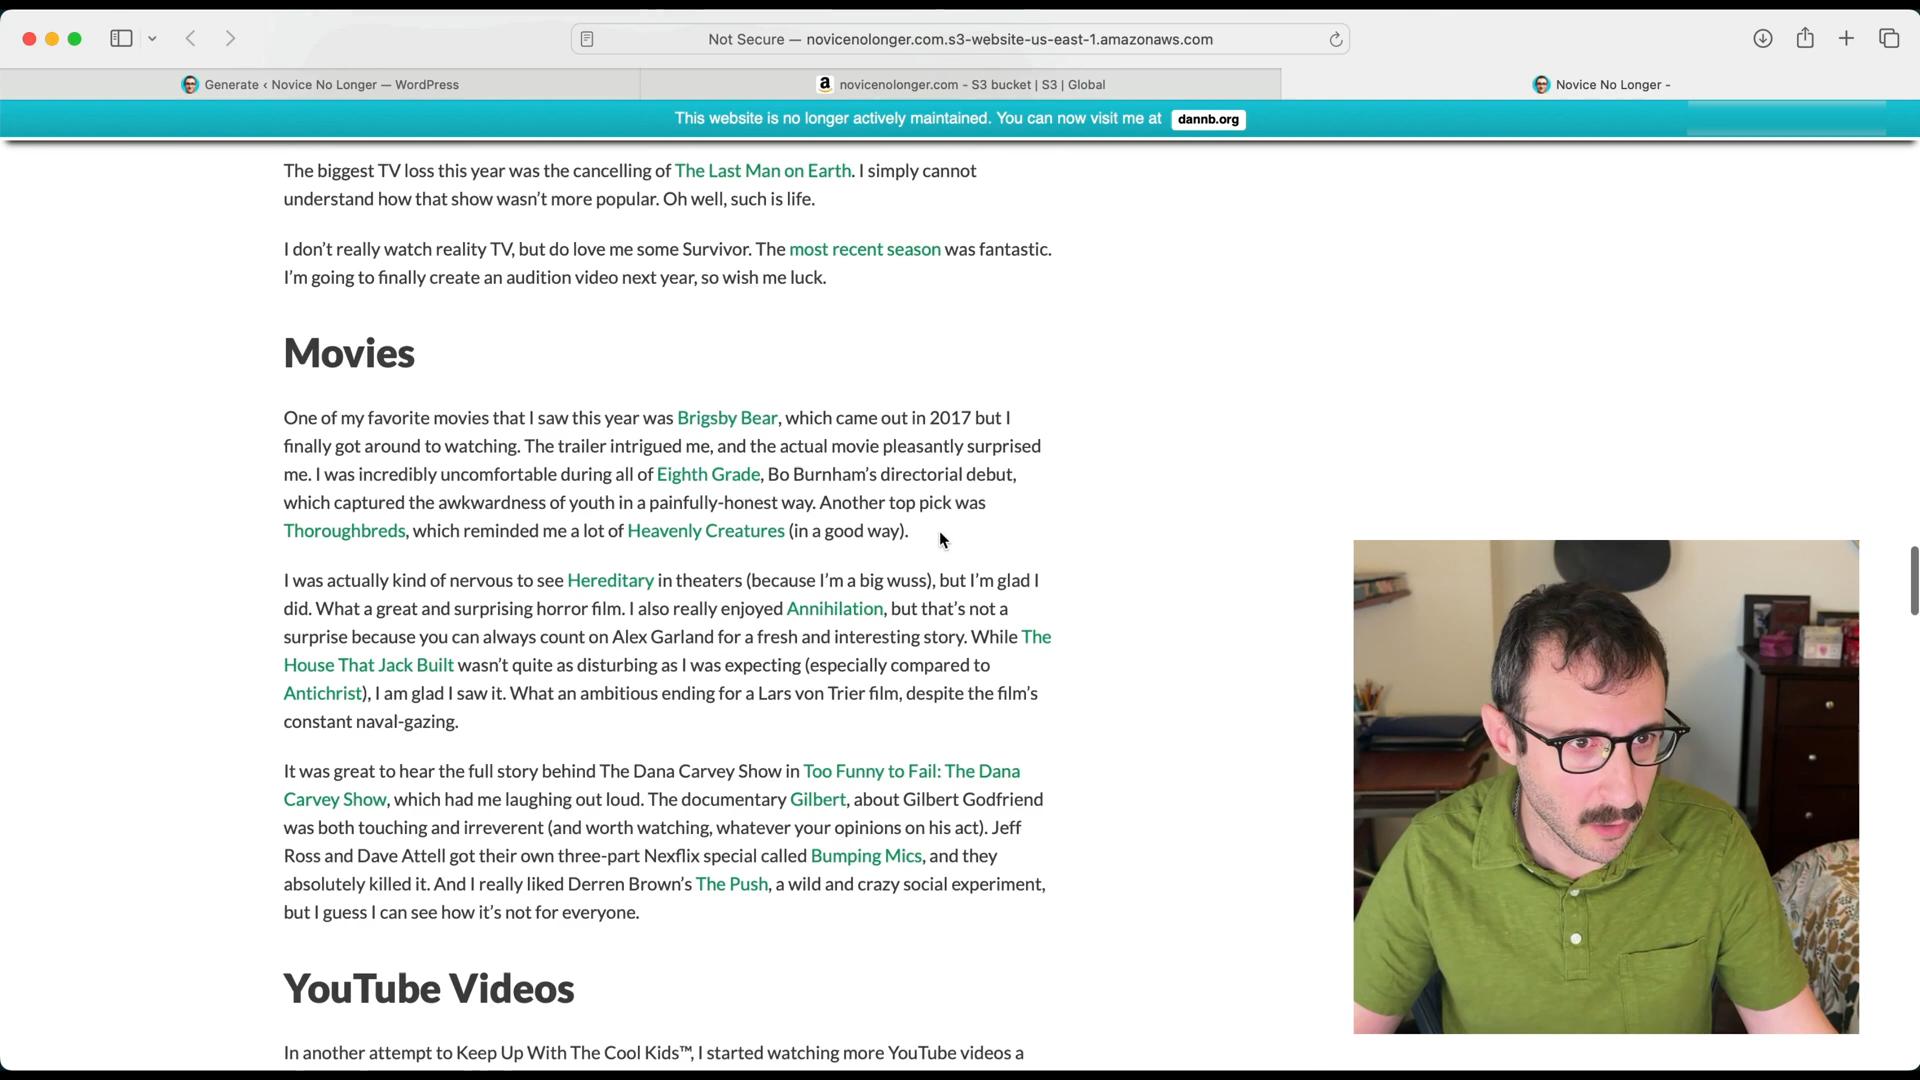 Not Secure — novicenolonger.com.s3-website-us-east-1.amazonaws.com
Generate ‹ Novice No Longer — WordPress
a novicenolonger.com - S3 bucket | S3 | Global
Novice No Longer -
This website is no longer actively maintained. You can now visit me at dannb.org
The biggest TV loss this year was the cancelling of The Last Man on Earth. I simply cannot
understand how that show wasn’t more popular. Oh well, such is life.
I don’t really watch reality TV, but do love me some Survivor. The most recent season was fantastic.
I’m going to finally create an audition video next year, so wish me luck.
Movies
One of my favorite movies that I saw this year was Brigsby Bear, which came out in 2017 but I
finally got around to watching. The trailer intrigued me, and the actual movie pleasantly surprised
me. I was incredibly uncomfortable during all of Eighth Grade, Bo Burnham’s directorial debut,
which captured the awkwardness of youth in a painfully-honest way. Another top pick was
Thoroughbreds, which reminded me a lot of Heavenly Creatures (in a good way).
I was actually kind of nervous to see Hereditary in theaters (because I’m a big wuss), but I’m glad I
did. What a great and surprising horror film. I also really enjoyed Annihilation, but that’s not a
surprise because you can always count on Alex Garland for a fresh and interesting story. While The
House That Jack Built wasn’t quite as disturbing as I was expecting (especially compared to
Antichrist), I am glad I saw it. What an ambitious ending for a Lars von Trier film, despite the film’s
constant naval-gazing.
It was great to hear the full story behind The Dana Carvey Show in Too Funny to Fail: The Dana
Carvey Show, which had me laughing out loud. The documentary Gilbert, about Gilbert Godfriend
was both touching and irreverent (and worth watching, whatever your opinions on his act). Jeff
Ross and Dave Attell got their own three-part Nexflix special called Bumping Mics, and they
absolutely killed it. And I really liked Derren Brown’s The Push, a wild and crazy social experiment,
but I guess I can see how it’s not for everyone.
YouTube Videos
In another attempt to Keep Up With The Cool Kids™, I started watching more YouTube videos a